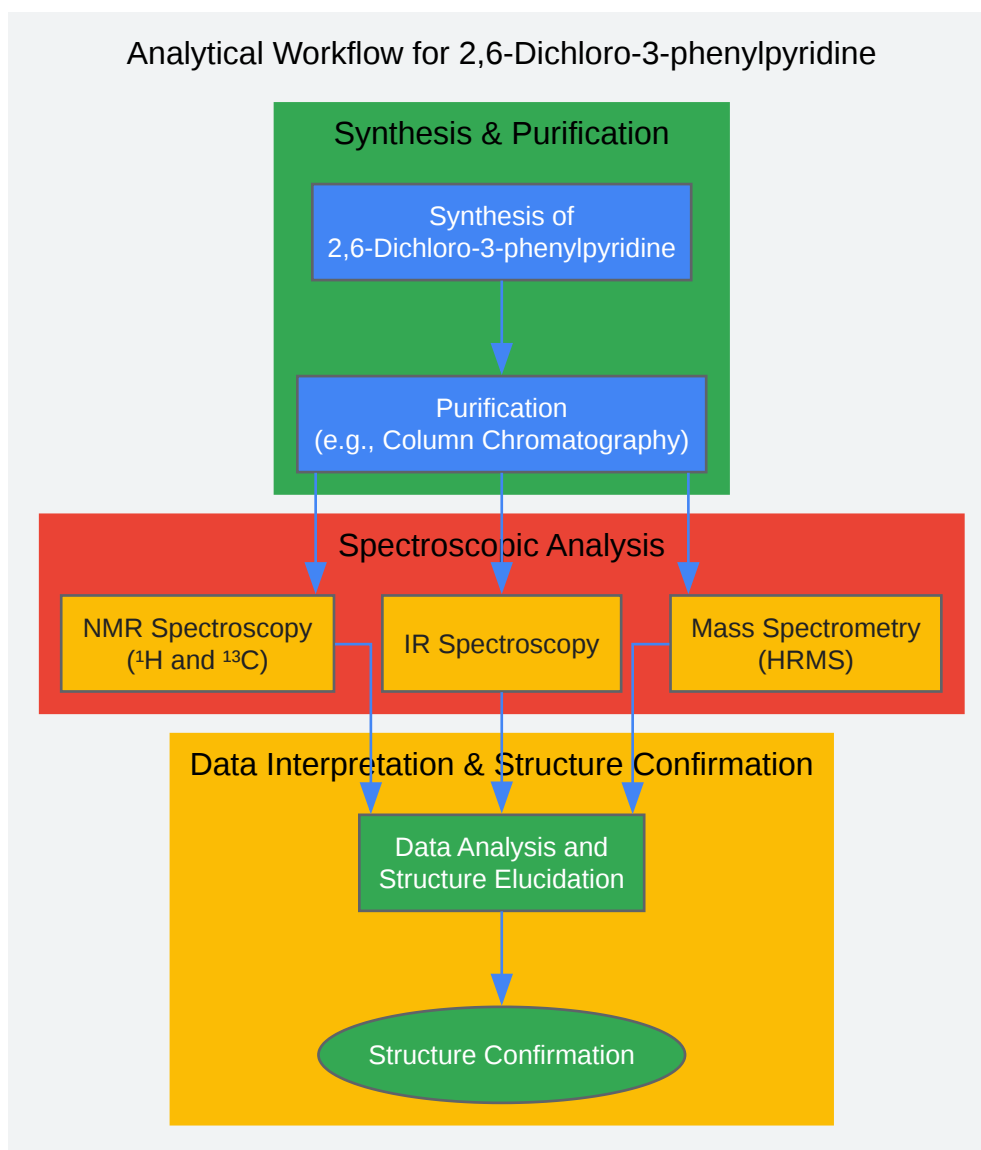 Analytical Workflow for 2,6-Dichloro-3-phenylpyridine
Synthesis & Purification
Synthesis of
2,6-Dichloro-3-phenylpyridine
Purification
(e.g., Column Chromatography)
Spectroscopic Analysis
NMR Spectroscopy
(¹H and ¹³C)
IR Spectroscopy
Mass Spectrometry
(HRMS)
Data Interpretation & Structure Confirmation
Data Analysis and
Structure Elucidation
Structure Confirmation